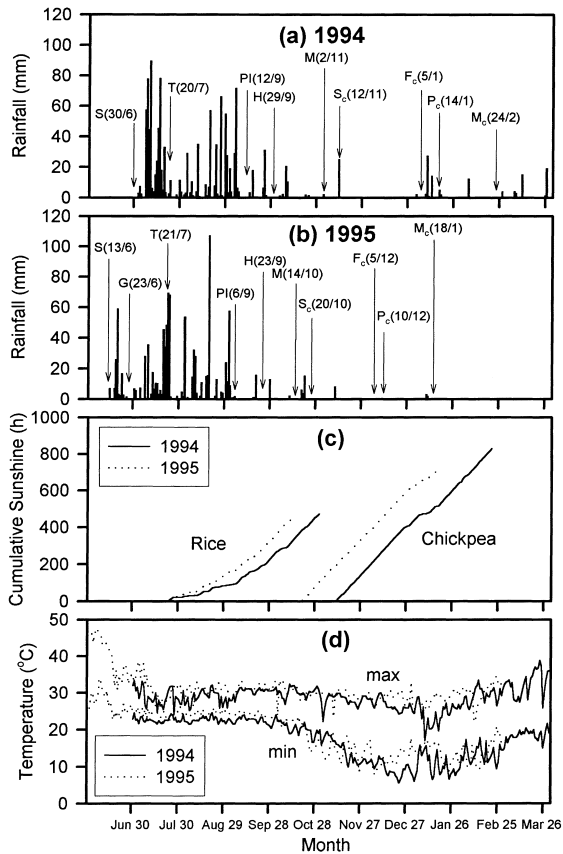 (a) 1994
Rainfall (mm)
120
100
80
60
40
20
0
S(30/6)
T(20/7)
PI(12/9)
H(29/9)
M(2/11)
Sc(12/11)
Fc(5/1)
Pc(14/1)
Mc(24/2)
(b) 1995
Rainfall (mm)
120
100
80
60
40
20
0
S(13/6)
G(23/6)
T(21/7)
PI(6/9)
H(23/9)
M(14/10)
Sc(20/10)
Fc(5/12)
Pc(10/12)
Mc(18/1)
(c)
Cumulative Sunshine (h)
1000
800
600
400
200
0
1994
1995
Rice
Chickpea
(d)
Temperature (°C)
50
40
30
20
10
0
max
min
1994
1995
Jun 30 Jul 30 Aug 29 Sep 28 Oct 28 Nov 27 Dec 27 Jan 26 Feb 25 Mar 26
Month